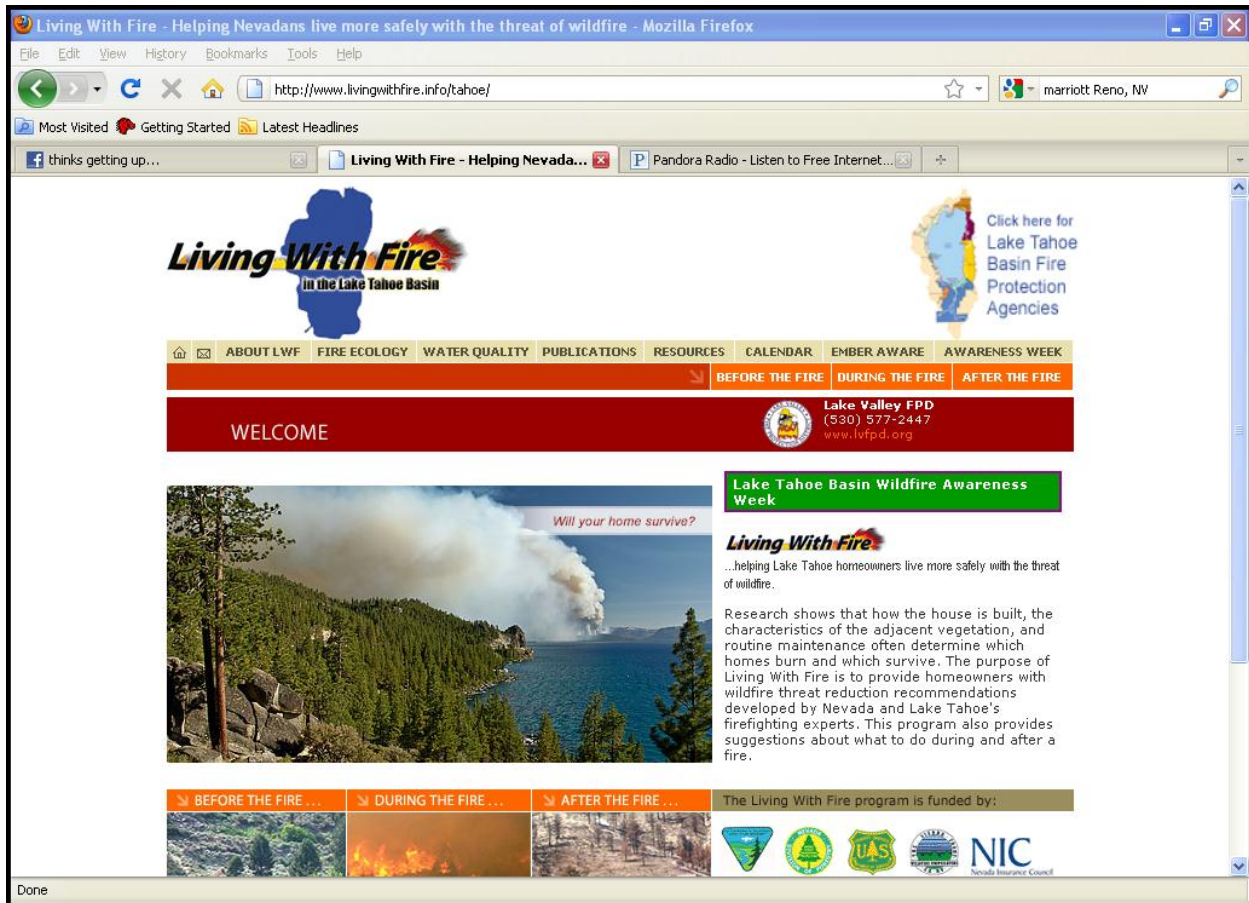 Living With Fire - Helping Nevadans live more safely with the threat of wildfire - Mozilla Firefox
File Edit View History Bookmarks Tools Help
http://www.livingwithfire.info/tahoe/ marriott Reno, NV
Most Visited Getting Started Latest Headlines
thinks getting up... Living With Fire - Helping Nevada... Pandora Radio - Listen to Free Internet...
Living With Fire
in the Lake Tahoe Basin
Click here for
Lake Tahoe
Basin Fire
Protection
Agencies
ABOUT LWF FIRE ECOLOGY WATER QUALITY PUBLICATIONS RESOURCES CALENDAR EMBER AWARE AWARENESS WEEK
BEFORE THE FIRE DURING THE FIRE AFTER THE FIRE
WELCOME
Lake Valley FPD
(530) 577-2447
www.lvfpd.org
Will your home survive?
Lake Tahoe Basin Wildfire Awareness
Week
Living With Fire
...helping Lake Tahoe homeowners live more safely with the threat
of wildfire.
Research shows that how the house is built, the
characteristics of the adjacent vegetation, and
routine maintenance often determine which
homes burn and which survive. The purpose of
Living With Fire is to provide homeowners with
wildfire threat reduction recommendations
developed by Nevada and Lake Tahoe's
firefighting experts. This program also provides
suggestions about what to do during and after a
fire.
BEFORE THE FIRE ... DURING THE FIRE ... AFTER THE FIRE ...
The Living With Fire program is funded by:
UAS
NIC
Nevada Insurance Council
Done